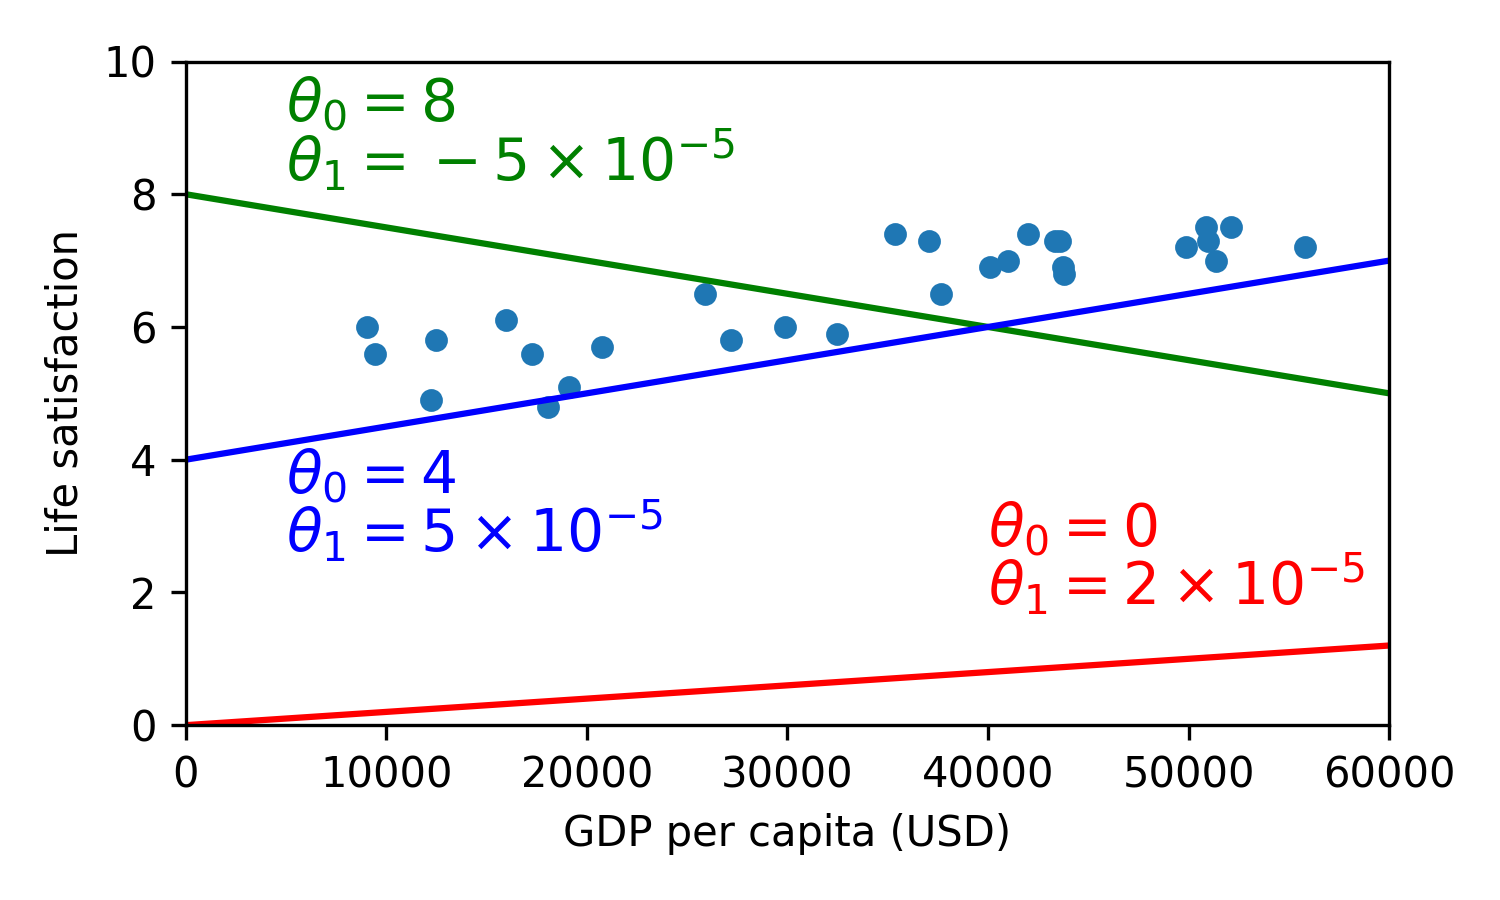 10
θ₀ = 8
θ₁ = − 5 × 10⁻⁵
8
6
4
θ₀ = 4
θ₁ = 5 × 10⁻⁵
θ₀ = 0
θ₁ = 2 × 10⁻⁵
2
0
Life satisfaction
0 10000 20000 30000 40000 50000 60000
GDP per capita (USD)